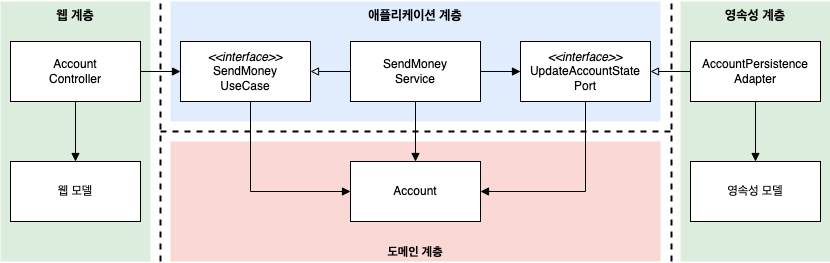 웹 계층
애플리케이션 계층
영속성 계층
Account
Controller
<<interface>>
SendMoney
UseCase
SendMoney
Service
<<interface>>
UpdateAccountState
Port
AccountPersistence
Adapter
웹 모델
Account
영속성 모델
도메인 계층